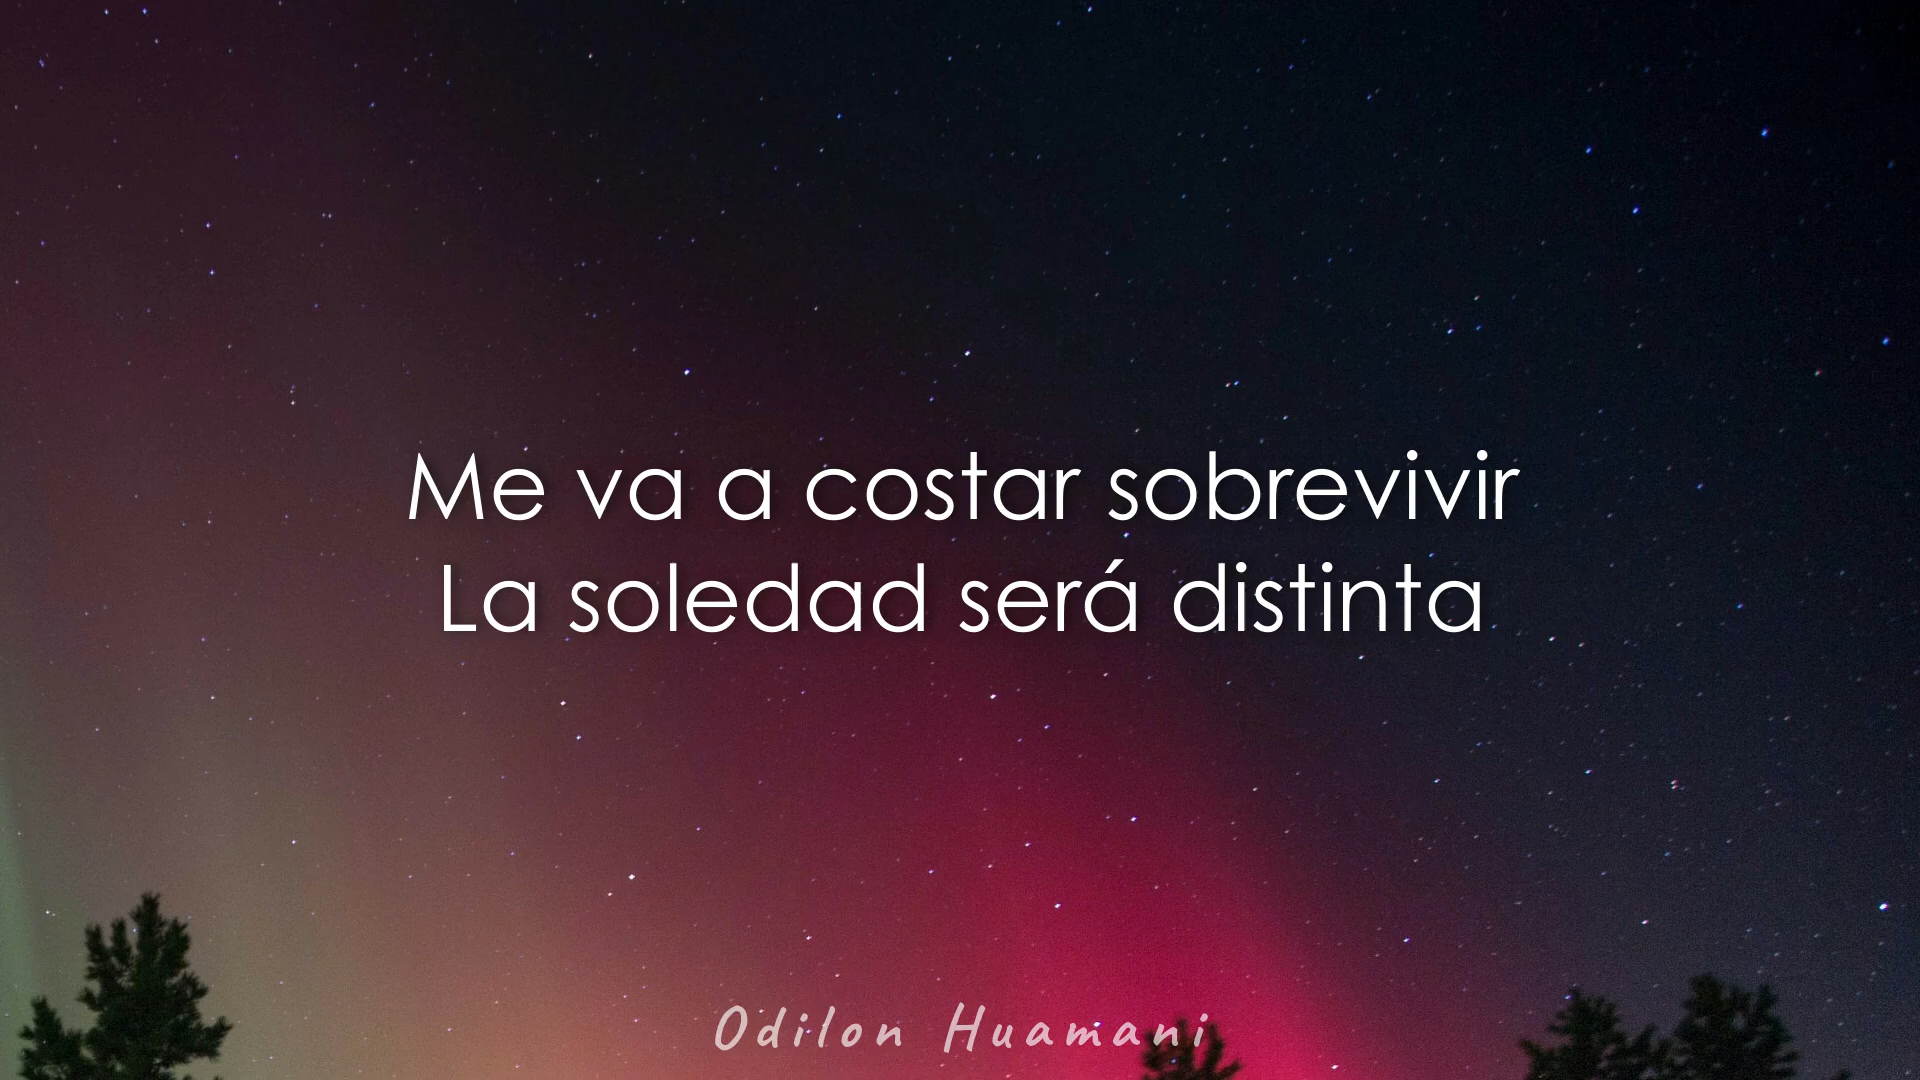 Me va a costar sobrevivir
La soledad será distinta
Odilon Huamani